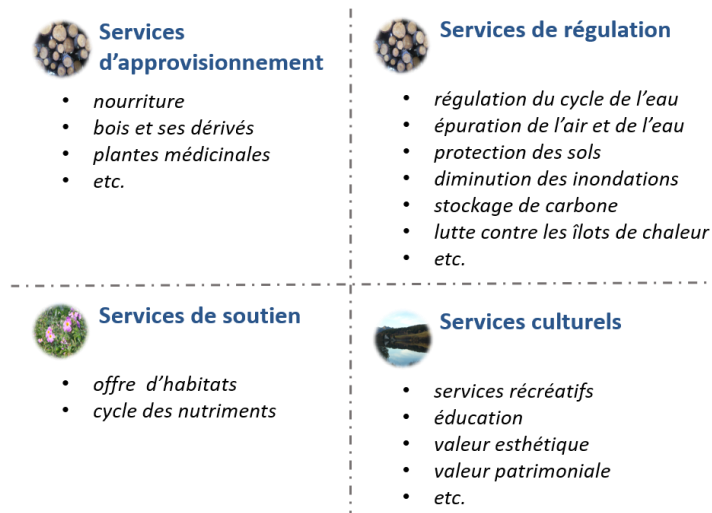 Services
d'approvisionnement
• nourriture
• bois et ses dérivés
• plantes médicinales
• etc.
Services de régulation
• régulation du cycle de l'eau
• épuration de l'air et de l'eau
• protection des sols
• diminution des inondations
• stockage de carbone
• lutte contre les îlots de chaleur
• etc.
Services de soutien
• offre  d'habitats
• cycle des nutriments
Services culturels
• services récréatifs
• éducation
• valeur esthétique
• valeur patrimoniale
• etc.